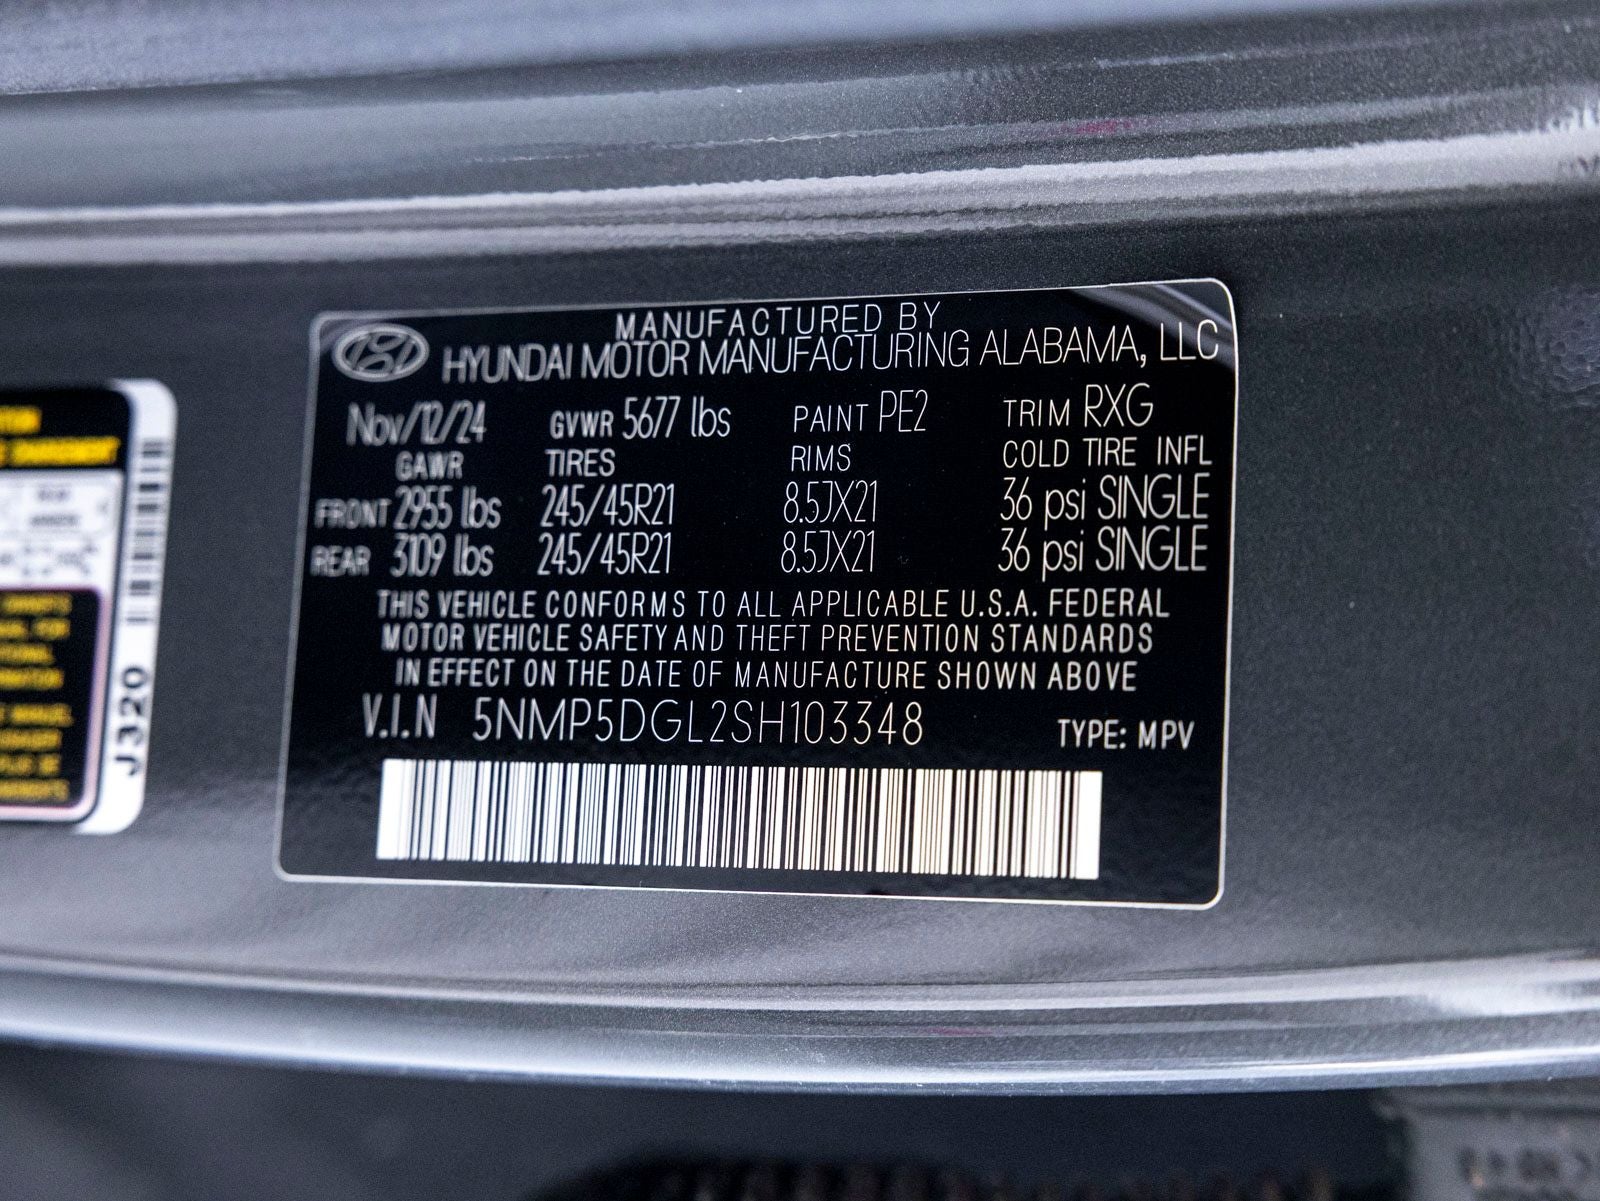 MANUFACTURED BY
HYUNDAI MOTOR MANUFACTURING ALABAMA, LLC
Nov/12/24 GVWR 5677 lbs PAINT PE2 TRIM RXG
GAWR TIRES RIMS COLD TIRE INFL
FRONT 2955 lbs 245/45R21 8.5JX21 36 psi SINGLE
REAR 3109 lbs 245/45R21 8.5JX21 36 psi SINGLE
THIS VEHICLE CONFORMS TO ALL APPLICABLE U.S.A. FEDERAL
MOTOR VEHICLE SAFETY AND THEFT PREVENTION STANDARDS
IN EFFECT ON THE DATE OF MANUFACTURE SHOWN ABOVE
V.I.N 5NMP5DGL2SH103348 TYPE: MPV
J320